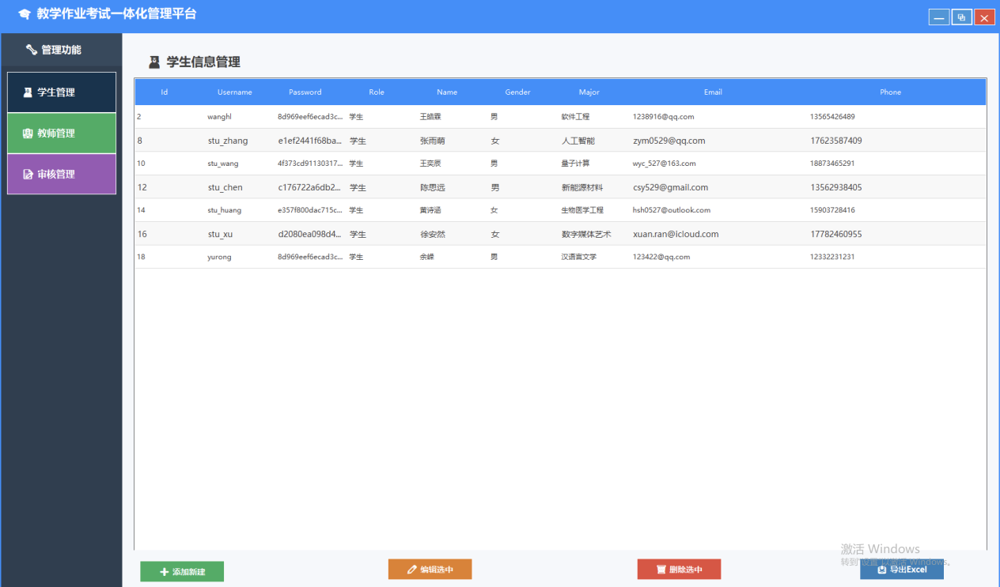 教学作业考试一体化管理平台
管理功能
学生管理
教师管理
审核管理
学生信息管理
Id Username Password Role Name Gender Major Email Phone
2 wanghl 8d969eef6ecad3c... 学生 王皓霖 男 软件工程 1238916@qq.com 13565426489
8 stu_zhang e1ef2441f68ba... 学生 张雨萌 女 人工智能 zym0529@qq.com 17623587409
10 stu_wang 4f373cd91130317... 学生 王奕辰 男 量子计算 wyc_527@163.com 18873465291
12 stu_chen c176722a6db2... 学生 陈思远 男 新能源材料 csy529@gmail.com 13562938405
14 stu_huang e357f800dac715c... 学生 黄诗涵 女 生物医学工程 hsh0527@outlook.com 15903728416
16 stu_xu d2080ea098d4... 学生 徐安然 女 数字媒体艺术 xuan.ran@icloud.com 17782460955
18 yurong 8d969eef6ecad3c... 学生 余嵘 男 汉语言文学 123422@qq.com 12332231231
添加新建
编辑选中
删除选中
导出Excel
激活 Windows
转到"设置"以激活 Windows。